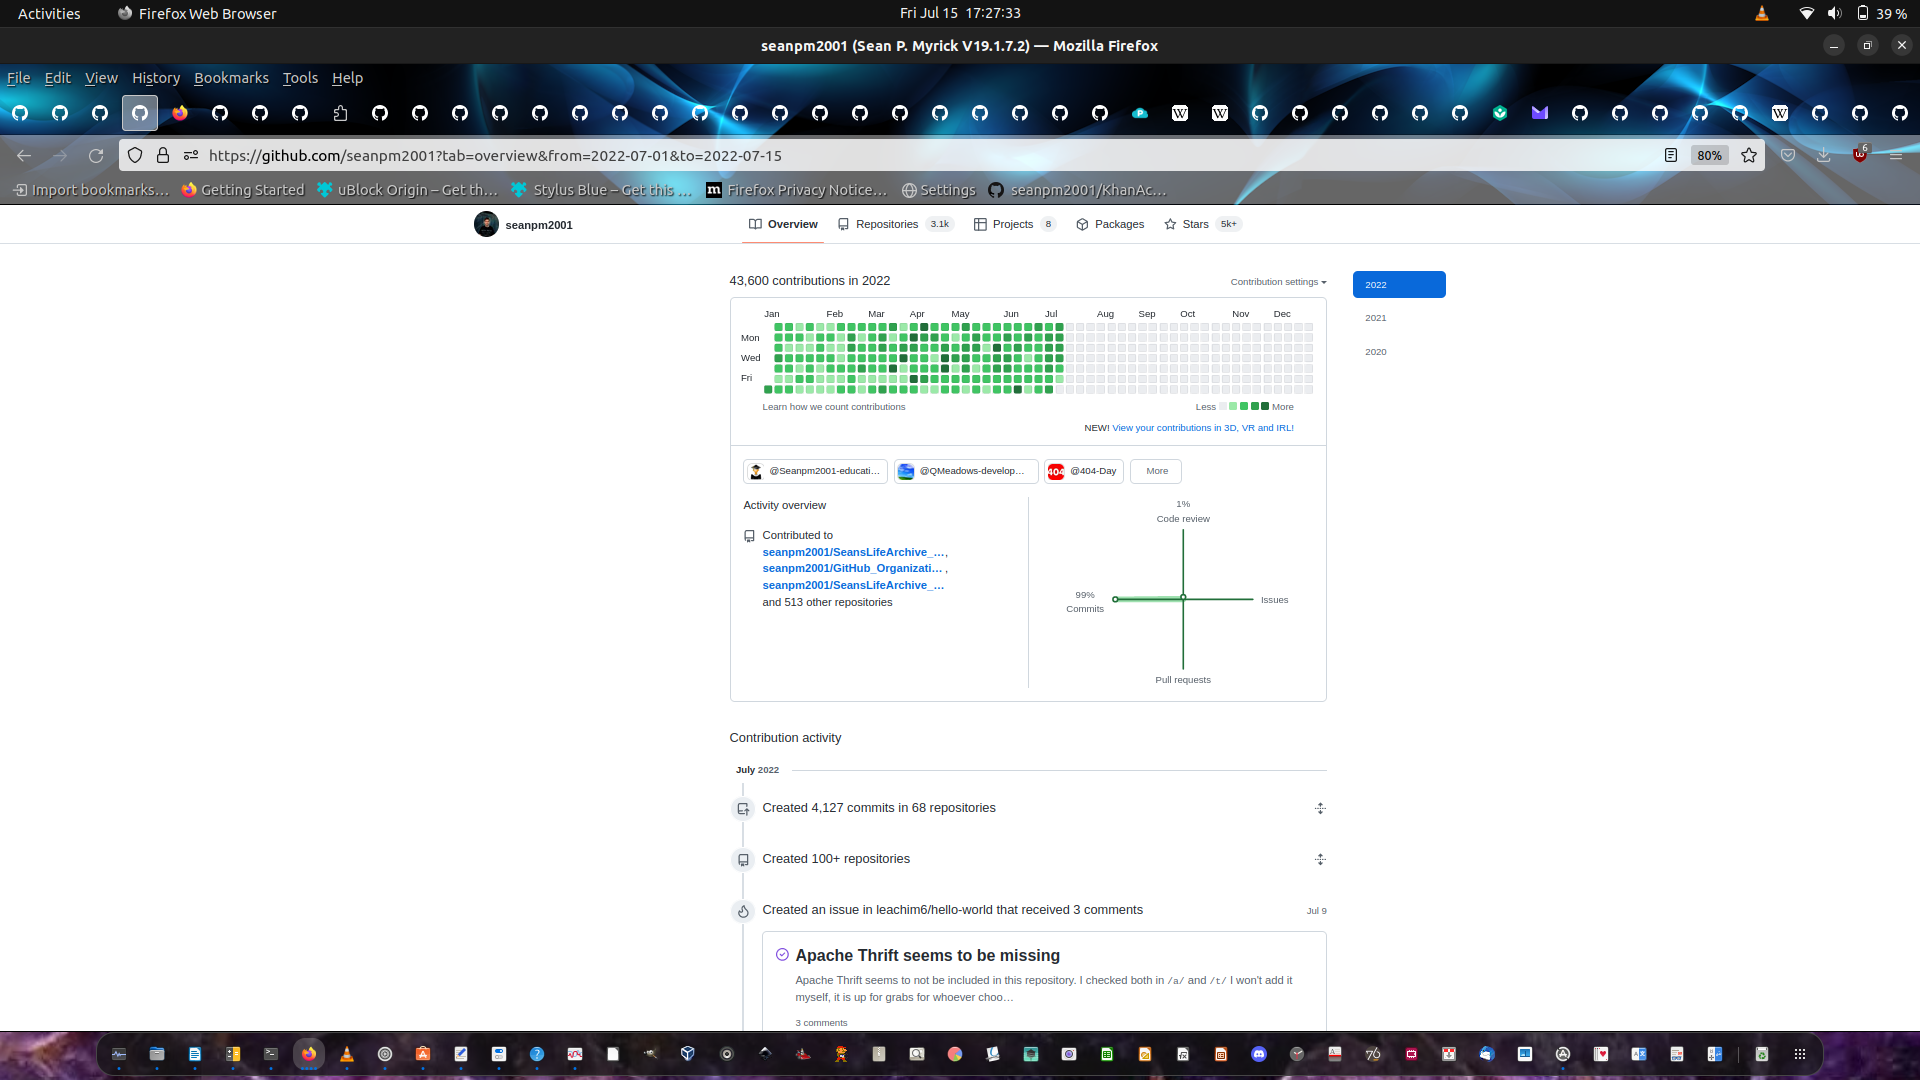 Activities
Firefox Web Browser
Fri Jul 15 17:27:33
39 %
seanpm2001 (Sean P. Myrick V19.1.7.2) — Mozilla Firefox
File Edit View History Bookmarks Tools Help
https://github.com/seanpm2001?tab=overview&from=2022-07-01&to=2022-07-15
80%
6
Import bookmarks… Getting Started uBlock Origin – Get th… Stylus Blue – Get this … Firefox Privacy Notice… Settings seanpm2001/KhanAc…
seanpm2001
Overview Repositories 3.1k Projects 8 Packages Stars 5k+
43,600 contributions in 2022
Contribution settings
2022
2021
2020
Jan Feb Mar Apr May Jun Jul Aug Sep Oct Nov Dec
Mon
Wed
Fri
Learn how we count contributions
Less More
NEW! View your contributions in 3D, VR and IRL!
@Seanpm2001-educati… @QMeadows-develop… 404 @404-Day More
Activity overview
Contributed to
seanpm2001/SeansLifeArchive_…,
seanpm2001/GitHub_Organizati… ,
seanpm2001/SeansLifeArchive_…
and 513 other repositories
1%
Code review
99%
Commits
Issues
Pull requests
Contribution activity
July 2022
Created 4,127 commits in 68 repositories
Created 100+ repositories
Created an issue in leachim6/hello-world that received 3 comments
Jul 9
Apache Thrift seems to be missing
Apache Thrift seems to not be included in this repository. I checked both in /a/ and /t/ I won't add it
myself, it is up for grabs for whoever choo…
3 comments